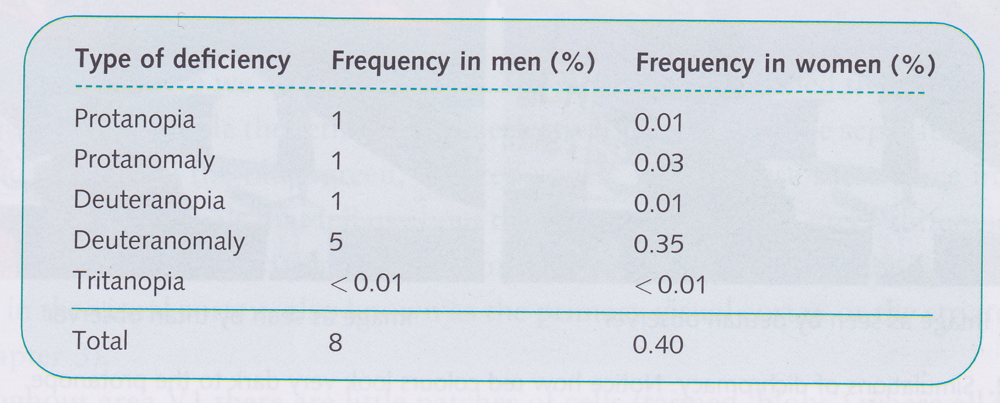 Type of deficiency Frequency in men (%) Frequency in women (%)
Protanopia 1 0.01
Protanomaly 1 0.03
Deuteranopia 1 0.01
Deuteranomaly 5 0.35
Tritanopia <0.01 <0.01
Total 8 0.40